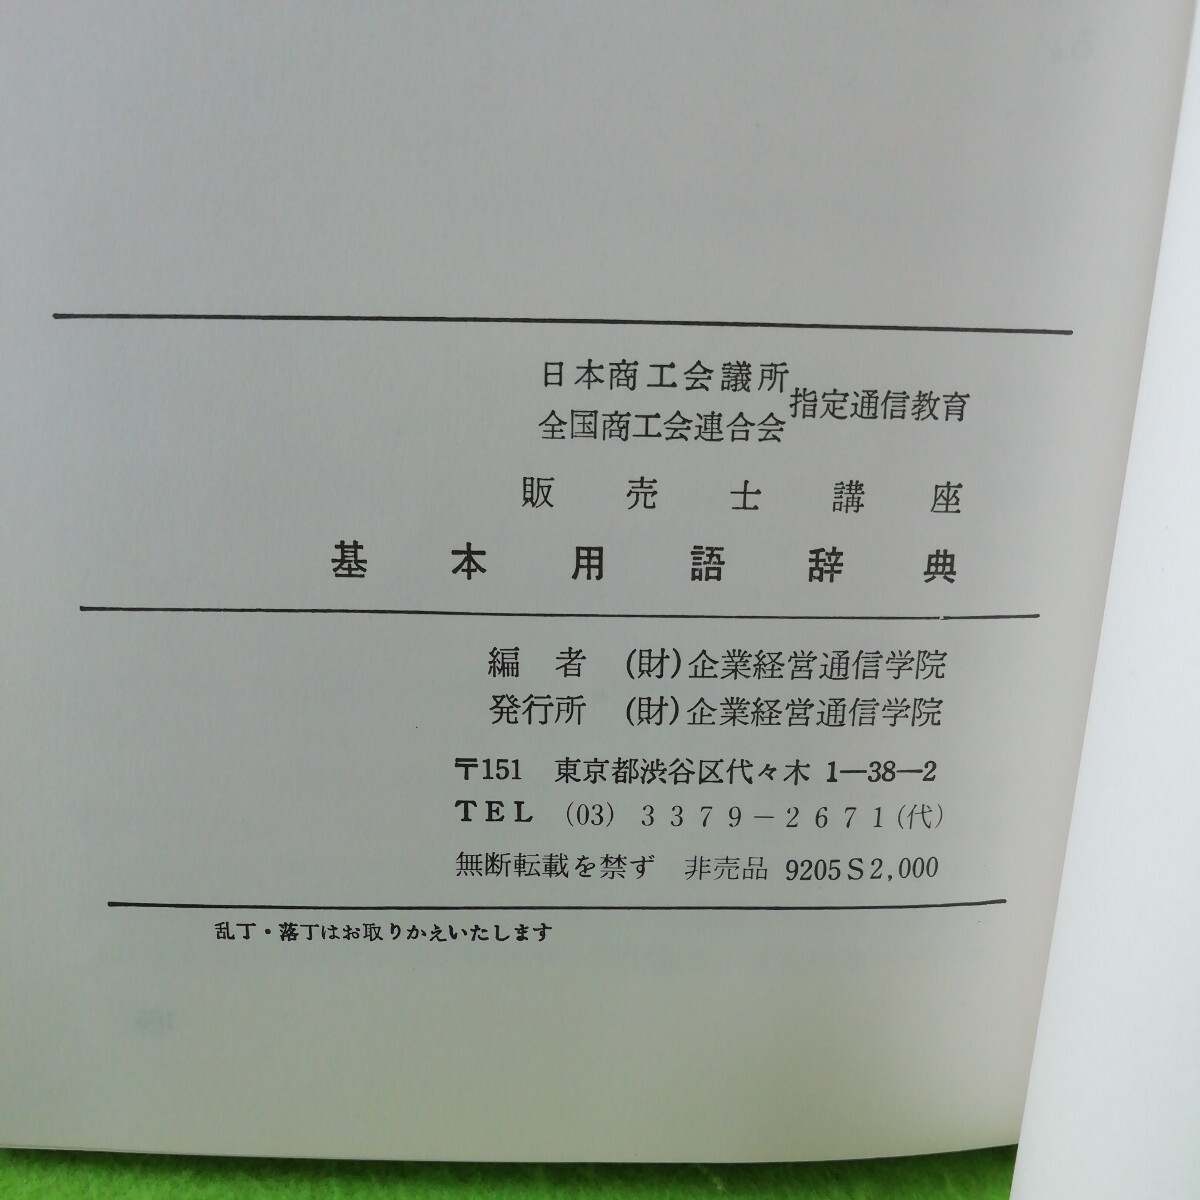 日本商工会議所
全国商工会連合会
指定通信教育
販売士講座
基本用語辞典
編者 (財)企業経営通信学院
発行所 (財)企業経営通信学院
〒151 東京都渋谷区代々木 1―38―2
TEL (03) 3379－2671(代)
無断転載を禁ず 非売品 9205S2,000
乱丁・落丁はお取りかえいたします